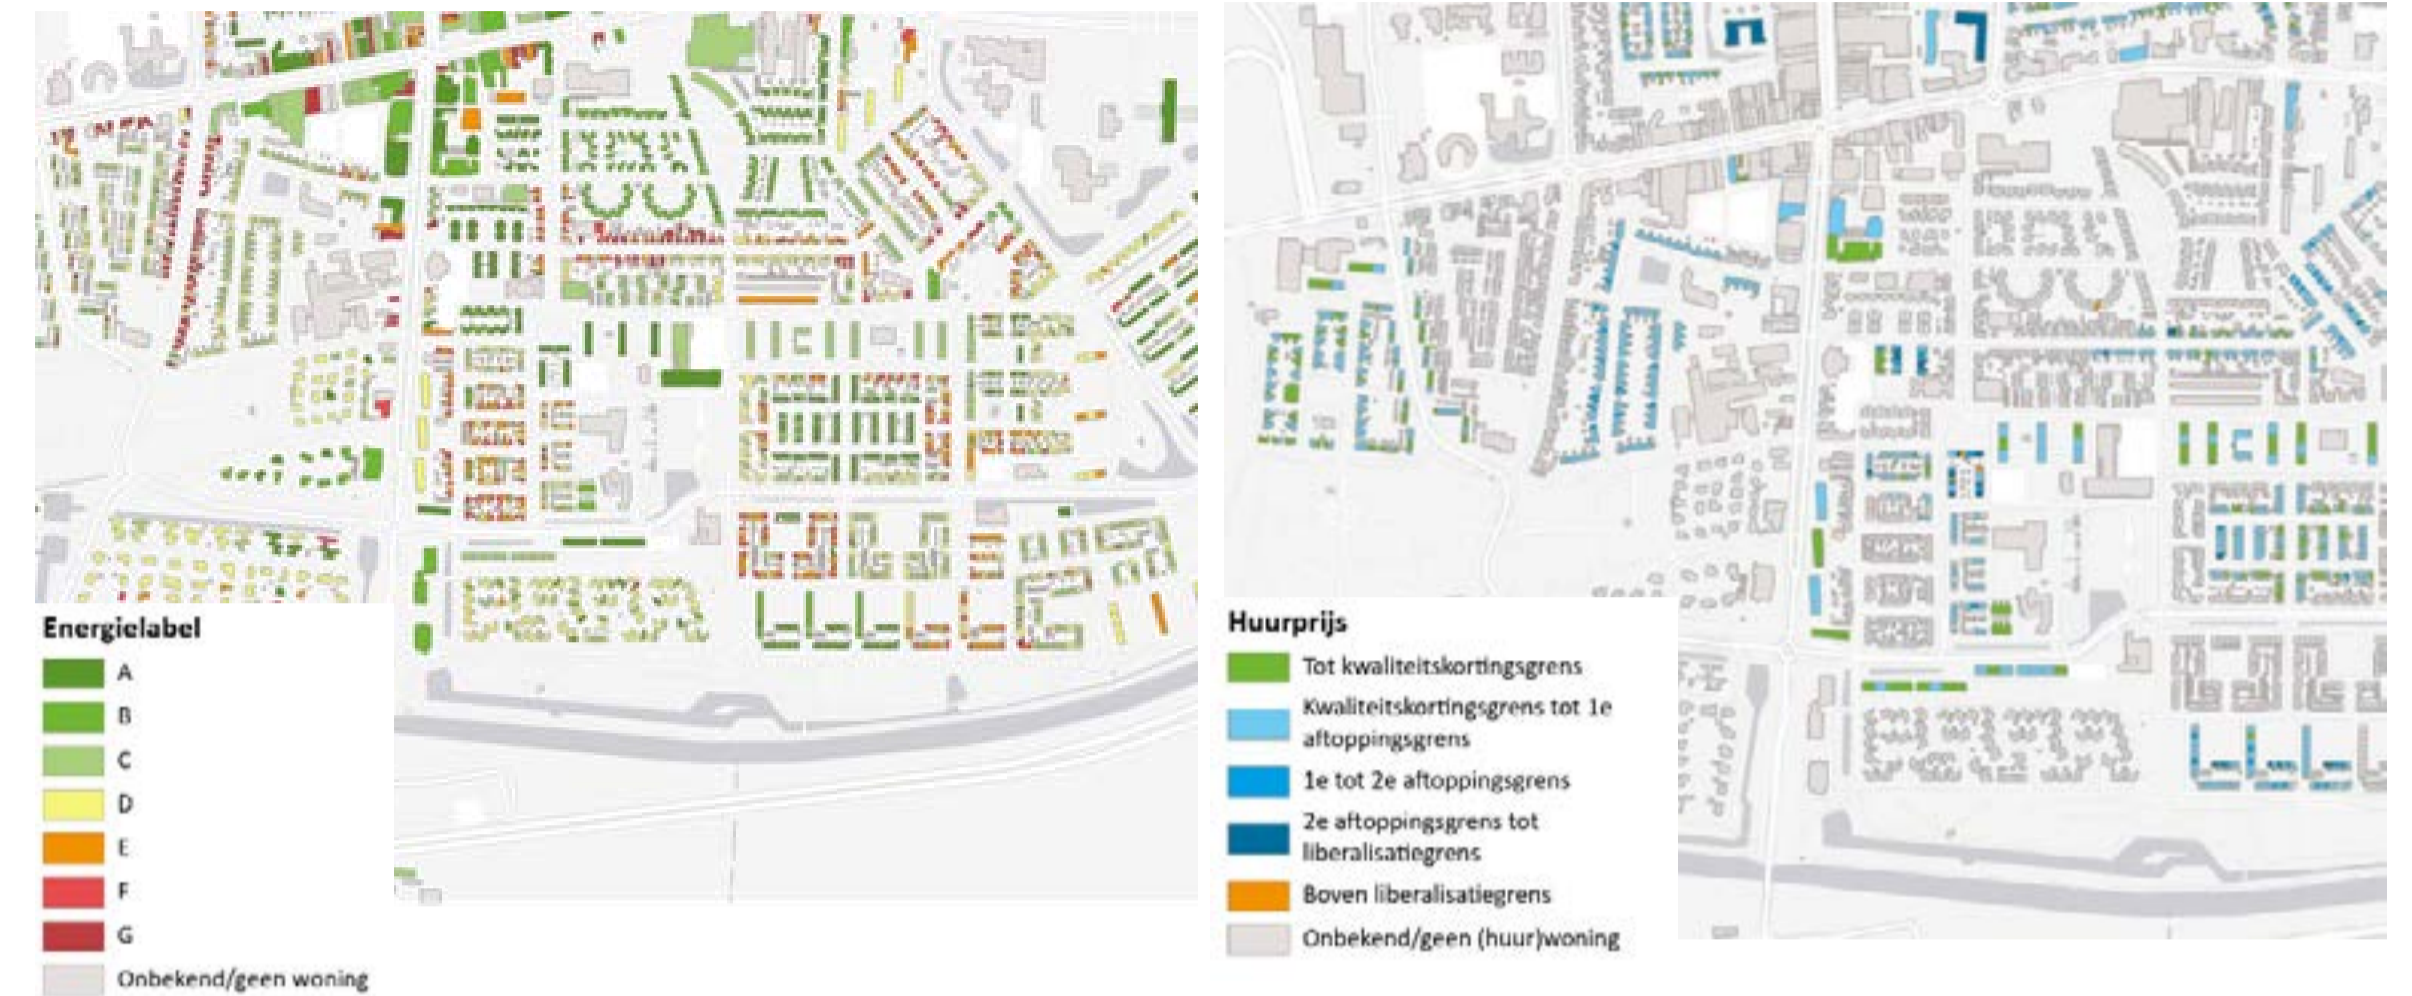 Energielabel
A
B
C
D
E
F
G
Onbekend/geen woning
Huurprijs
Tot kwaliteitskortingsgrens
Kwaliteitskortingsgrens tot 1e
aftoppingsgrens
1e tot 2e aftoppingsgrens
2e aftoppingsgrens tot
liberalisatiegrens
Boven liberalisatiegrens
Onbekend/geen (huur)woning